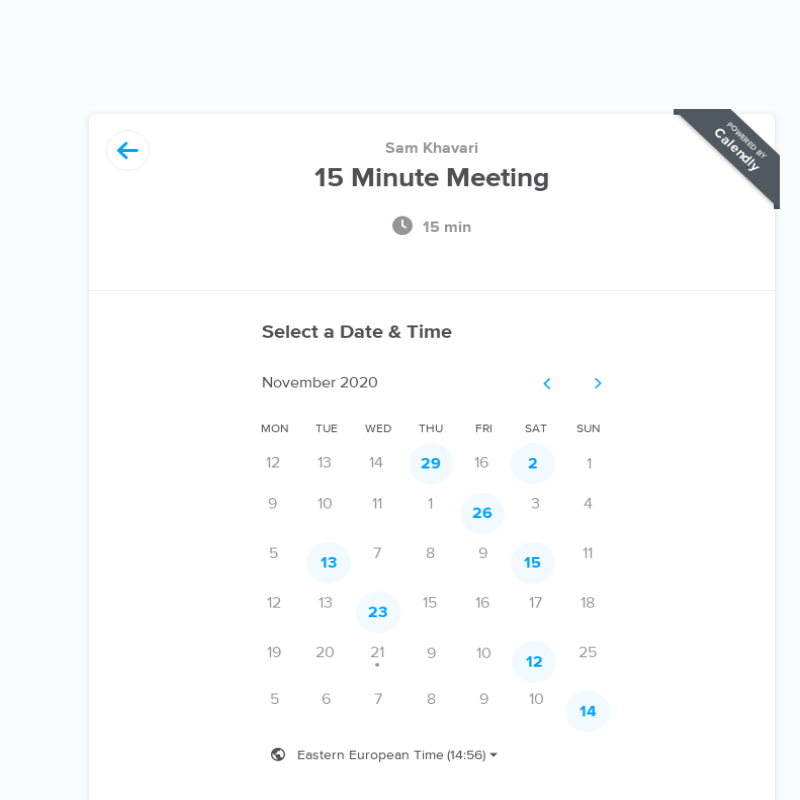 POWERED BY
Calendly
Sam Khavari
15 Minute Meeting
15 min
Select a Date & Time
November 2020
MON TUE WED THU FRI SAT SUN
12 13 14 29 16 2 1
9 10 11 1 26 3 4
5 13 7 8 9 15 11
12 13 23 15 16 17 18
19 20 21 9 10 12 25
5 6 7 8 9 10 14
Eastern European Time (14:56)